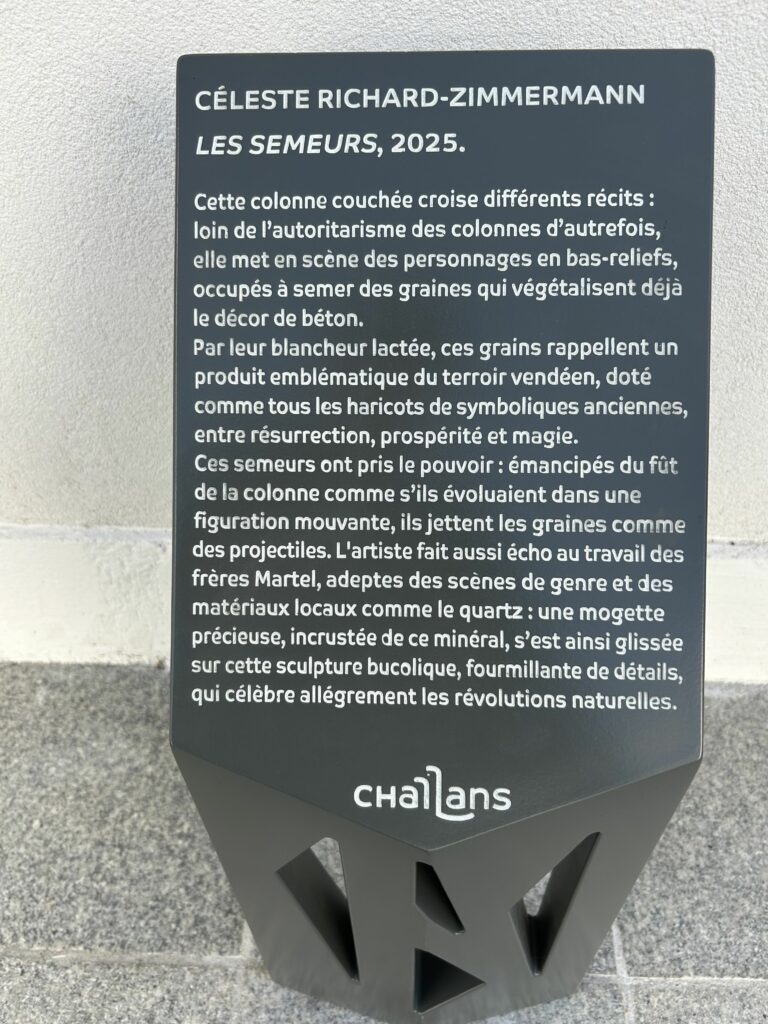 CÉLESTE RICHARD-ZIMMERMANN
LES SEMEURS, 2025.
Cette colonne couchée croise différents récits :
loin de l'autoritarisme des colonnes d'autrefois,
elle met en scène des personnages en bas-reliefs,
occupés à semer des graines qui végétalisent déjà
le décor de béton.
Par leur blancheur lactée, ces grains rappellent un
produit emblématique du terroir vendéen, doté
comme tous les haricots de symboliques anciennes,
entre résurrection, prospérité et magie.
Ces semeurs ont pris le pouvoir : émancipés du fût
de la colonne comme s'ils évoluaient dans une
figuration mouvante, ils jettent les graines comme
des projectiles. L'artiste fait aussi écho au travail des
frères Martel, adeptes des scènes de genre et des
matériaux locaux comme le quartz : une mogette
précieuse, incrustée de ce minéral, s'est ainsi glissée
sur cette sculpture bucolique, fourmillante de détails,
qui célèbre allégrement les révolutions naturelles.
CHallans